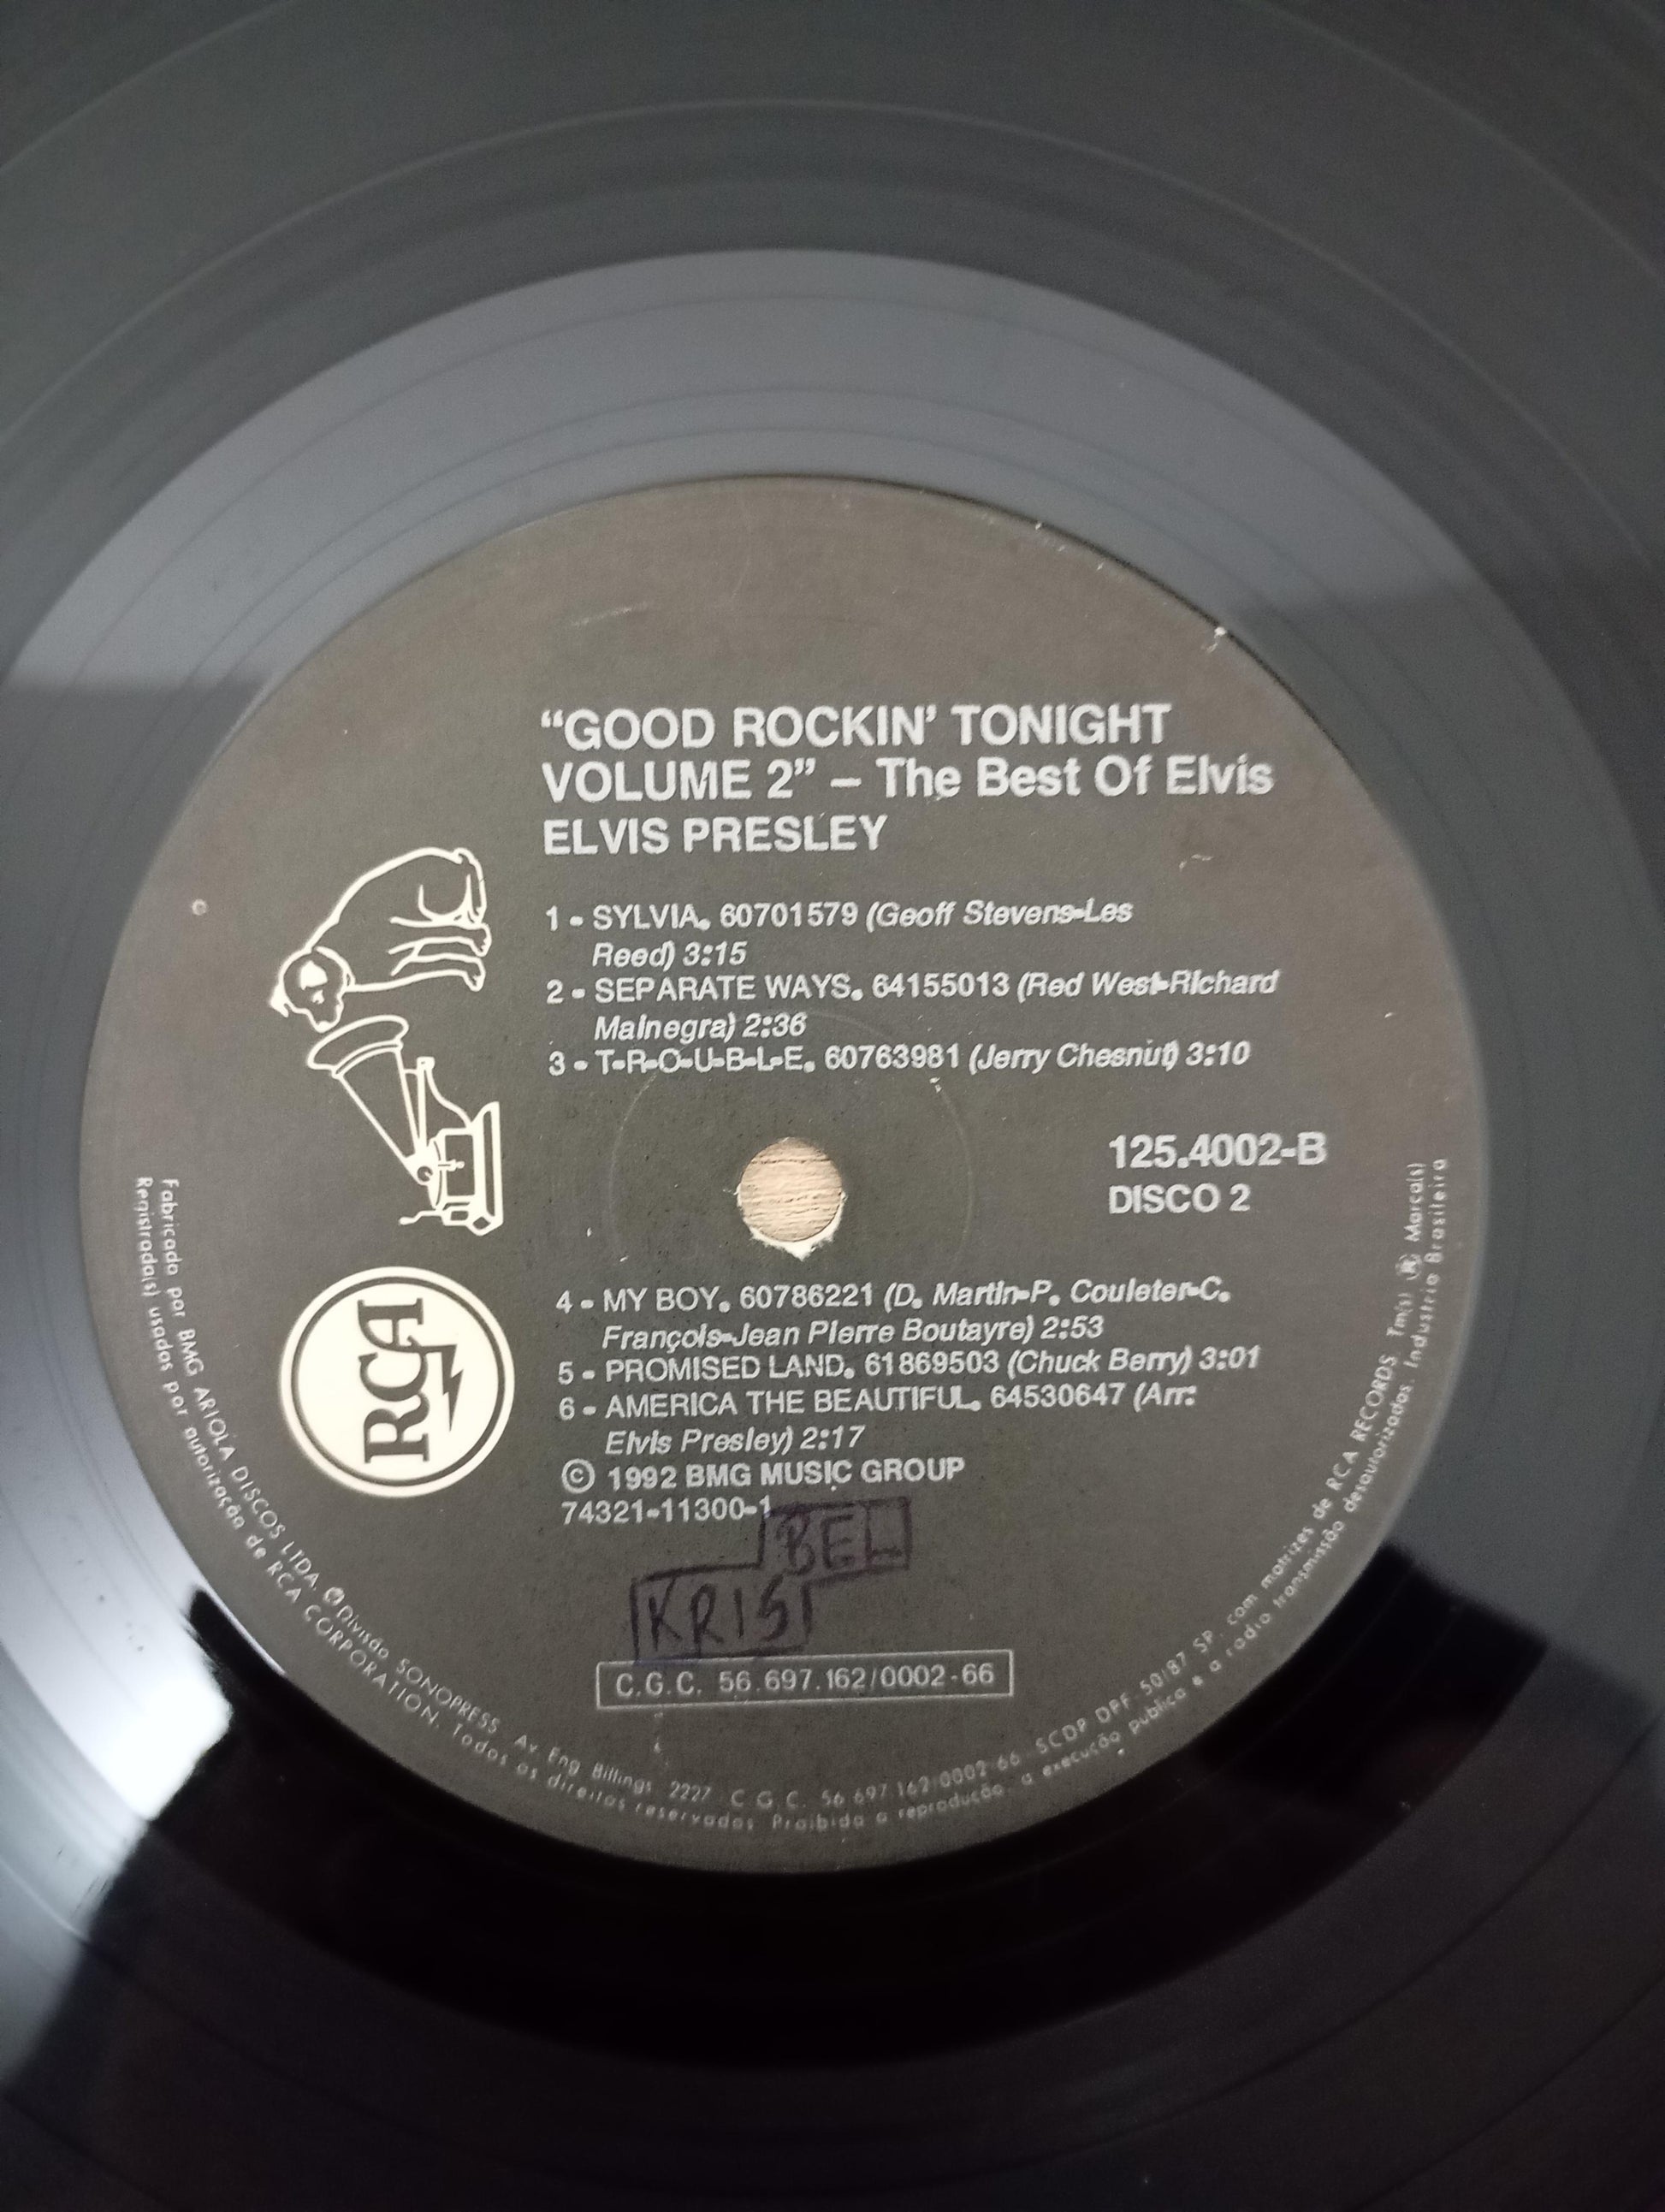 “GOOD ROCKIN’ TONIGHT
VOLUME 2” – The Best Of Elvis
ELVIS PRESLEY
1 - SYLVIA. 60701579 (Geoff Stevens-Les
Reed) 3:15
2 - SEPARATE WAYS. 64155013 (Red West-Richard
Mainegra) 2:36
3 - T-R-O-U-B-L-E. 60763981 (Jerry Chesnut) 3:10
125.4002-B
DISCO 2
4 - MY BOY. 60786221 (D. Martin-P. Couleter-C.
François-Jean Pierre Boutayre) 2:53
5 - PROMISED LAND. 61869503 (Chuck Berry) 3:01
6 - AMERICA THE BEAUTIFUL. 64530647 (Arr:
Elvis Presley) 2:17
© 1992 BMG MUSIC GROUP
74321-11300-1
BEL
KRIS
C.G.C. 56.697.162/0002-66
RCA
Fabricado por BMG ARIOLA DISCOS LTDA. Divisão SONOPRESS Av Eng Billings 2227 C.G.C. 56 697 162/0002-66 SCDP DPF 50/87 SP. com matrizes de RCA RECORDS Tm(s) ® Marca(s)
Registrada(s) usadas por autorização de RCA CORPORATION. Todos os direitos reservados Proibida a reprodução, a execução pública e a radio transmissão desautorizadas. Industria Brasileira